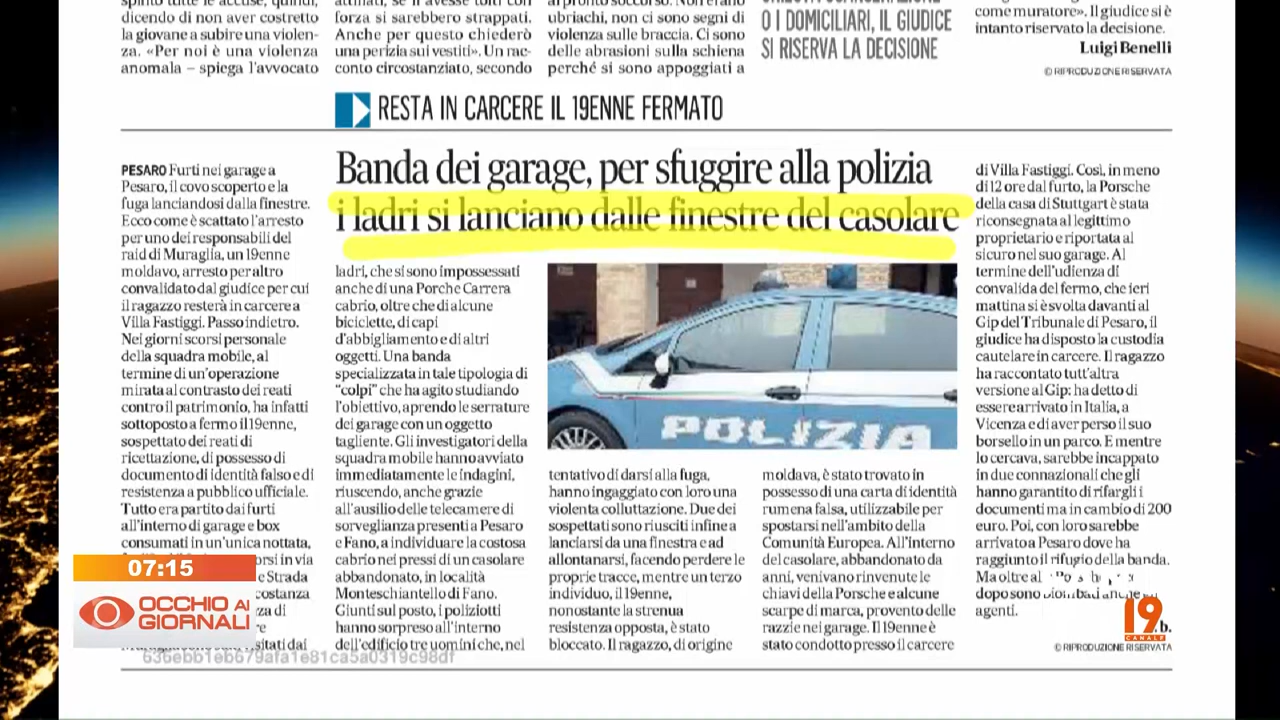 spinto tutte le accuse, quindi,
dicendo di non aver costretto
la giovane a subire una violen-
za. «Per noi è una violenza
anomala – spiega l'avvocato
forza si sarebbero strappati.
Anche per questo chiederò
una perizia sui vestiti». Un rac-
conto circostanziato, secondo
al pronto soccorso. Non erano
ubriachi, non ci sono segni di
violenza sulle braccia. Ci sono
delle abrasioni sulla schiena
perché si sono appoggiati a
O I DOMICILIARI, IL GIUDICE
SI RISERVA LA DECISIONE
come muratore». Il giudice si è
intanto riservato la decisione.
Luigi Benelli
© RIPRODUZIONE RISERVATA
RESTA IN CARCERE IL 19ENNE FERMATO
Banda dei garage, per sfuggire alla polizia
i ladri si lanciano dalle finestre del casolare
PESARO Furti nei garage a
Pesaro, il covo scoperto e la
fuga lanciandosi dalla finestre.
Ecco come è scattato l'arresto
per uno dei responsabili del
raid di Muraglia, un 19enne
moldavo, arresto per altro
convalidato dal giudice per cui
il ragazzo resterà in carcere a
Villa Fastiggi. Passo indietro.
Nei giorni scorsi personale
della squadra mobile, al
termine di un'operazione
mirata al contrasto dei reati
contro il patrimonio, ha infatti
sottoposto a fermo il 19enne,
sospettato dei reati di
ricettazione, di possesso di
documento di identità falso e di
resistenza a pubblico ufficiale.
Tutto era partito dai furti
all'interno di garage e box
consumati in un'unica nottata,
in via
e Strada
di
ladri, che si sono impossessati
anche di una Porche Carrera
cabrio, oltre che di alcune
biciclette, di capi
d'abbigliamento e di altri
oggetti. Una banda
specializzata in tale tipologia di
“colpi” che ha agito studiando
l'obiettivo, aprendo le serrature
dei garage con un oggetto
tagliente. Gli investigatori della
squadra mobile hanno avviato
immediatamente le indagini,
riuscendo, anche grazie
all'ausilio delle telecamere di
sorveglianza presenti a Pesaro
e Fano, a individuare la costosa
cabrio nei pressi di un casolare
abbandonato, in località
Monteschiantello di Fano.
Giunti sul posto, i poliziotti
hanno sorpreso all'interno
dell'edificio tre uomini che, nel
POLIZIA
tentativo di darsi alla fuga,
hanno ingaggiato con loro una
violenta colluttazione. Due dei
sospettati sono riusciti infine a
lanciarsi da una finestra e ad
allontanarsi, facendo perdere le
proprie tracce, mentre un terzo
individuo, il 19enne,
nonostante la strenua
resistenza opposta, è stato
bloccato. Il ragazzo, di origine
moldava, è stato trovato in
possesso di una carta di identità
rumena falsa, utilizzabile per
spostarsi nell'ambito della
Comunità Europea. All'interno
del casolare, abbandonato da
anni, venivano rinvenute le
chiavi della Porsche e alcune
scarpe di marca, provento delle
razzie nei garage. Il 19enne è
stato condotto presso il carcere
di Villa Fastiggi. Così, in meno
di 12 ore dal furto, la Porsche
della casa di Stuttgart è stata
riconsegnata al legittimo
proprietario e riportata al
sicuro nel suo garage. Al
termine dell'udienza di
convalida del fermo, che ieri
mattina si è svolta davanti al
Gip del Tribunale di Pesaro, il
giudice ha disposto la custodia
cautelare in carcere. Il ragazzo
ha raccontato tutt'altra
versione al Gip: ha detto di
essere arrivato in Italia, a
Vicenza e di aver perso il suo
borsello in un parco. E mentre
lo cercava, sarebbe incappato
in due connazionali che gli
hanno garantito di rifargli i
documenti ma in cambio di 200
euro. Poi, con loro sarebbe
arrivato a Pesaro dove ha
raggiunto il rifugio della banda.
Ma oltre al
dopo sono piombati anche
agenti.
b.
© RIPRODUZIONE RISERVATA
07:15
OCCHIO AI
GIORNALI
19
CANALE
636ebb1eb679afa1e81ca5a0319c98df